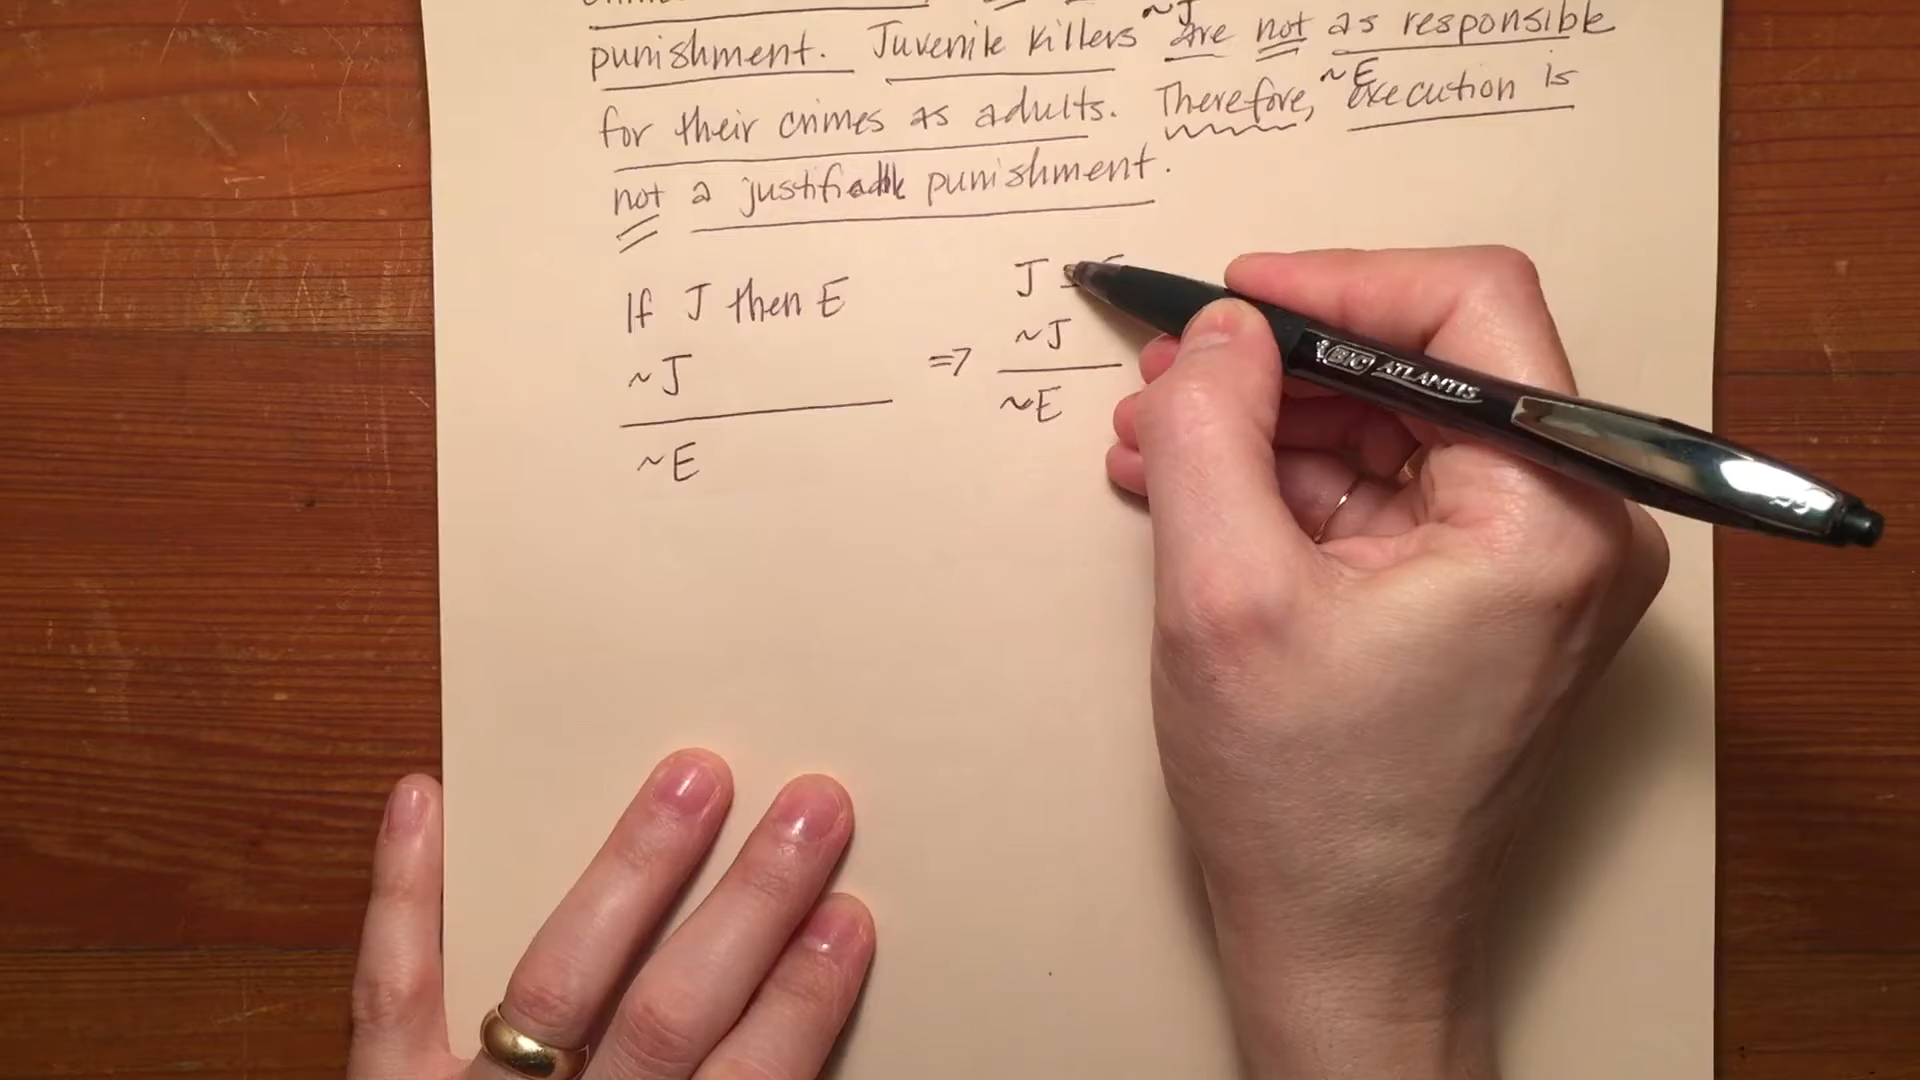 punishment. Juvenile killers ~J are not as responsible
for their crimes as adults. Therefore, ~E execution is
not a justifiable punishment.
If J then E
~J
~E
=>
J
~J
~E
BIC ATLANTIS